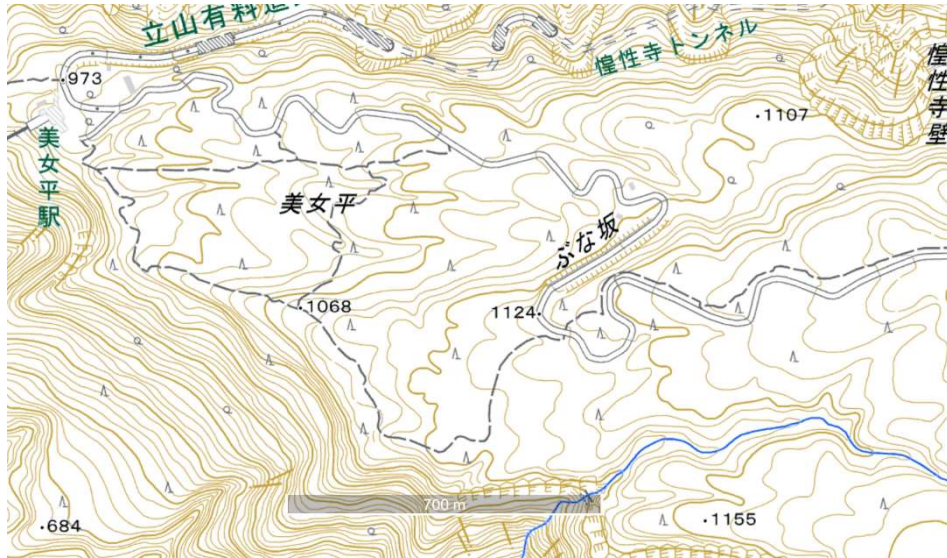 立山有料道
惶性寺トンネル
惶性寺壁
973
1107
美女平駅
美女平
ぶな坂
1068
1124
700 m
684
1155